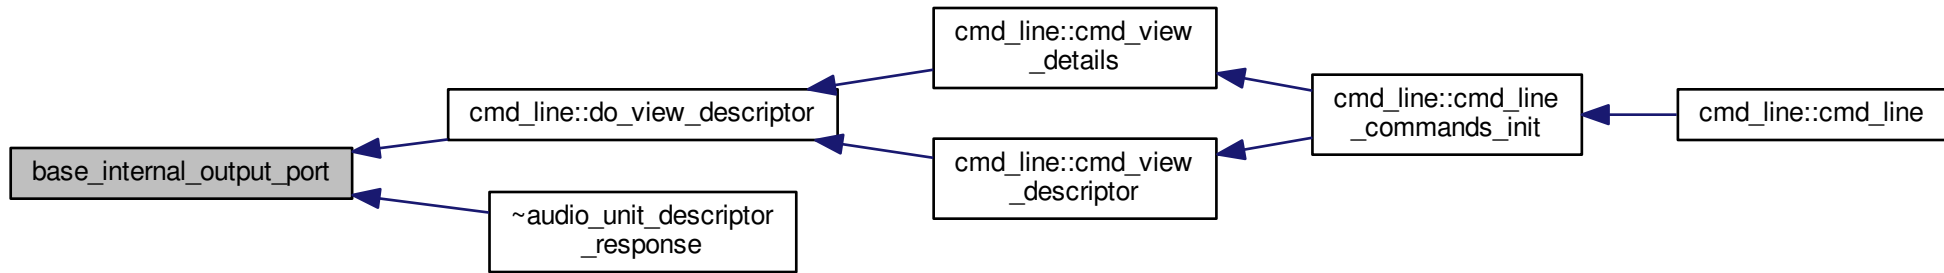 base_internal_output_port
cmd_line::do_view_descriptor
~audio_unit_descriptor
_response
cmd_line::cmd_view
_details
cmd_line::cmd_view
_descriptor
cmd_line::cmd_line
_commands_init
cmd_line::cmd_line